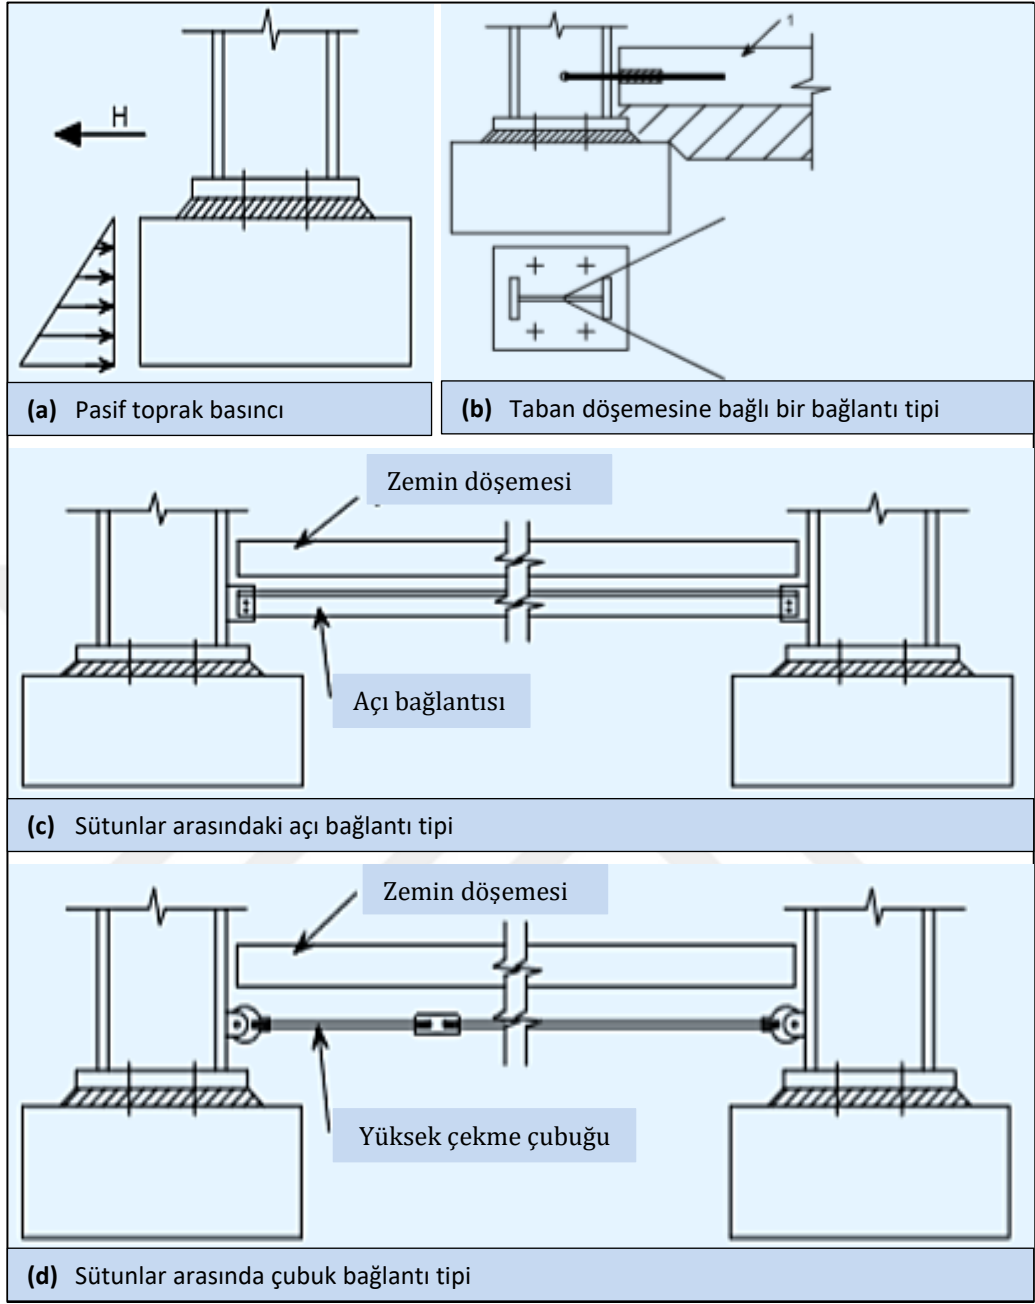 H
1
(a) Pasif toprak basıncı
(b) Taban döşemesine bağlı bir bağlantı tipi
Zemin döşemesi
Açı bağlantısı
(c) Sütunlar arasındaki açı bağlantı tipi
Zemin döşemesi
Yüksek çekme çubuğu
(d) Sütunlar arasında çubuk bağlantı tipi